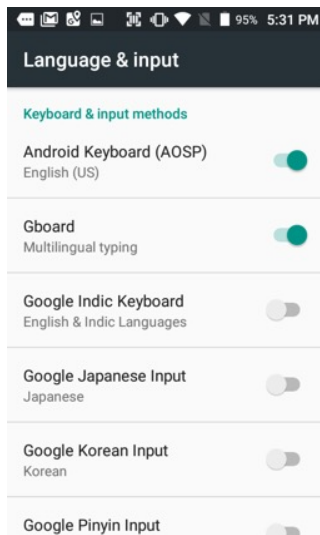 95% 5:31 PM
Language & input
Keyboard & input methods
Android Keyboard (AOSP)
English (US)
Gboard
Multilingual typing
Google Indic Keyboard
English & Indic Languages
Google Japanese Input
Japanese
Google Korean Input
Korean
Google Pinyin Input